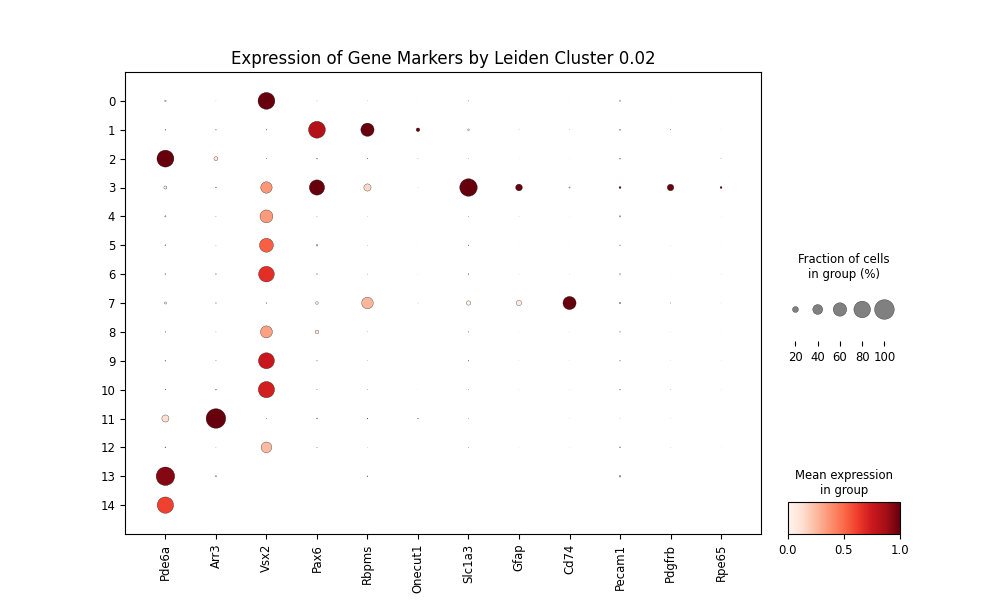 Expression of Gene Markers by Leiden Cluster 0.02
0
1
2
3
4
5
6
7
8
9
10
11
12
13
14
Pde6a
Arr3
Vsx2
Pax6
Rbpms
Onecut1
Slc1a3
Gfap
Cd74
Pecam1
Pdgfrb
Rpe65
Fraction of cells
in group (%)
20 40 60 80 100
Mean expression
in group
0.0 0.5 1.0